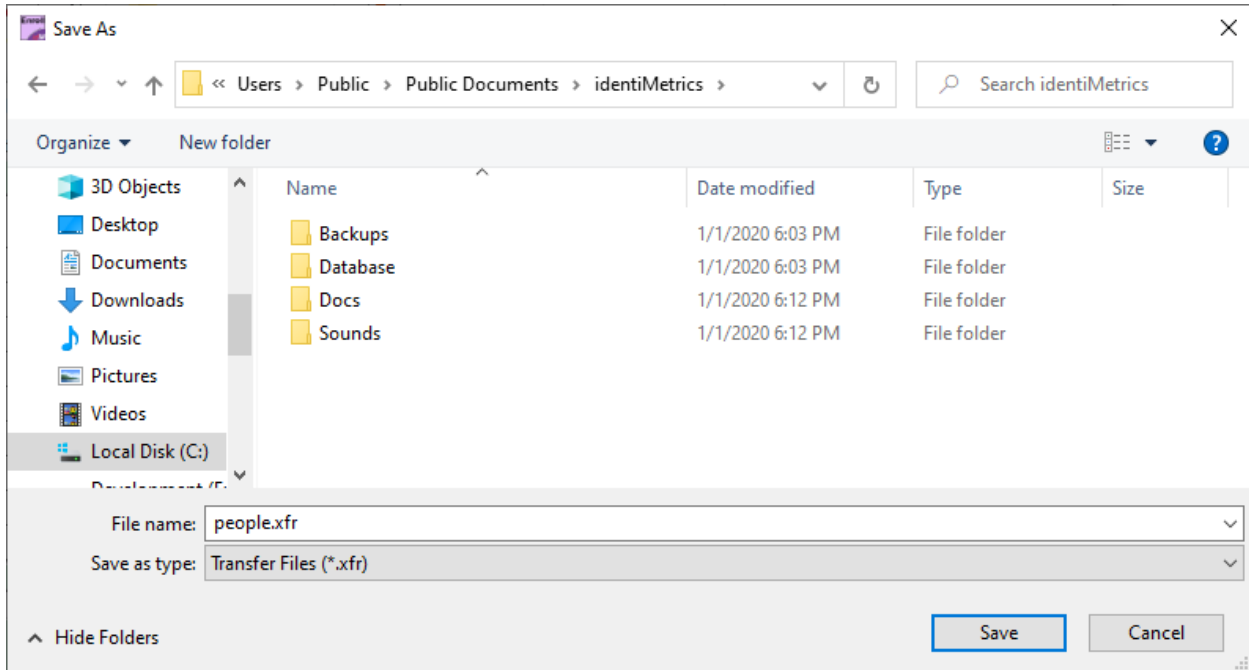 Enroll
Save As
« Users > Public > Public Documents > identiMetrics >
Search identiMetrics
Organize
New folder
?
3D Objects
Desktop
Documents
Downloads
Music
Pictures
Videos
Local Disk (C:)
Name Date modified Type Size
Backups 1/1/2020 6:03 PM File folder
Database 1/1/2020 6:03 PM File folder
Docs 1/1/2020 6:12 PM File folder
Sounds 1/1/2020 6:12 PM File folder
File name: people.xfr
Save as type: Transfer Files (*.xfr)
Hide Folders
Save
Cancel